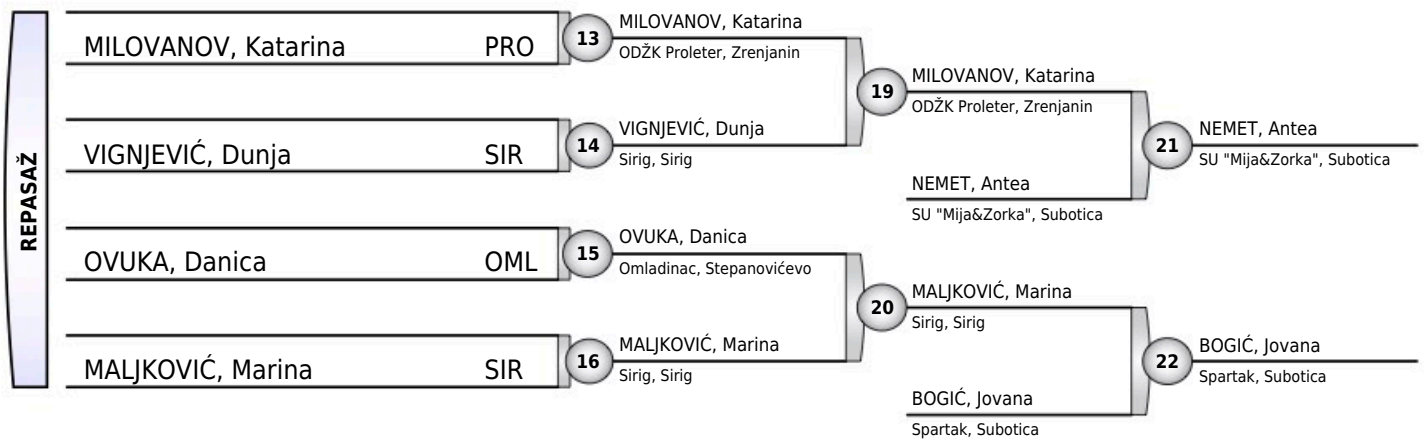 REPASAŽ
MILOVANOV, Katarina PRO
VIGNJEVIĆ, Dunja SIR
OVUKA, Danica OML
MALJKOVIĆ, Marina SIR
13
MILOVANOV, Katarina
ODŽK Proleter, Zrenjanin
14
VIGNJEVIĆ, Dunja
Sirig, Sirig
15
OVUKA, Danica
Omladinac, Stepanovićevo
16
MALJKOVIĆ, Marina
Sirig, Sirig
19
MILOVANOV, Katarina
ODŽK Proleter, Zrenjanin
NEMET, Antea
SU "Mija&Zorka", Subotica
20
MALJKOVIĆ, Marina
Sirig, Sirig
BOGIĆ, Jovana
Spartak, Subotica
21
NEMET, Antea
SU "Mija&Zorka", Subotica
22
BOGIĆ, Jovana
Spartak, Subotica